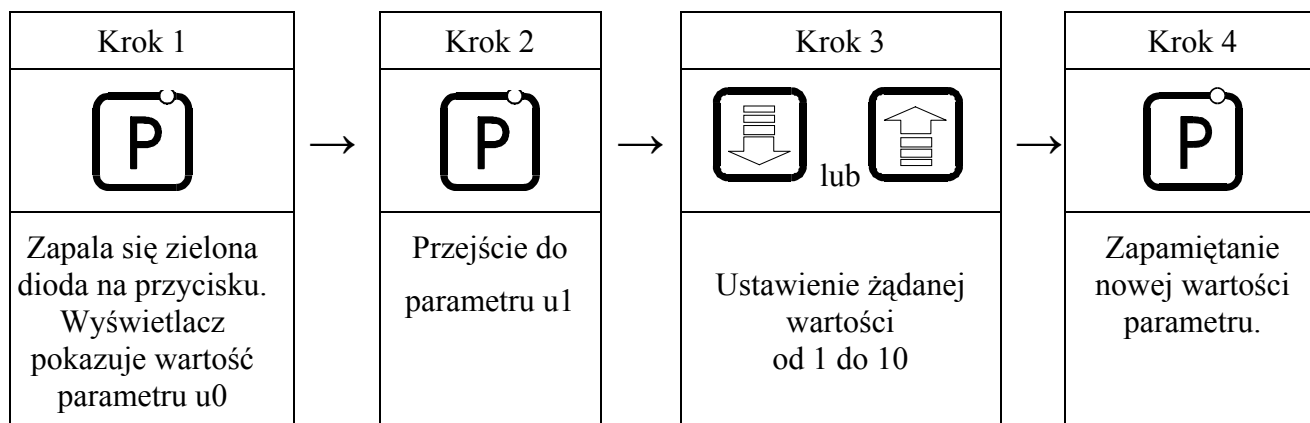 Krok 1
P
Zapala się zielona
dioda na przycisku.
Wyświetlacz
pokazuje wartość
parametru u0
Krok 2
P
Przejście do
parametru u1
Krok 3
lub
Ustawienie żądanej
wartości
od 1 do 10
Krok 4
P
Zapamiętanie
nowej wartości
parametru.